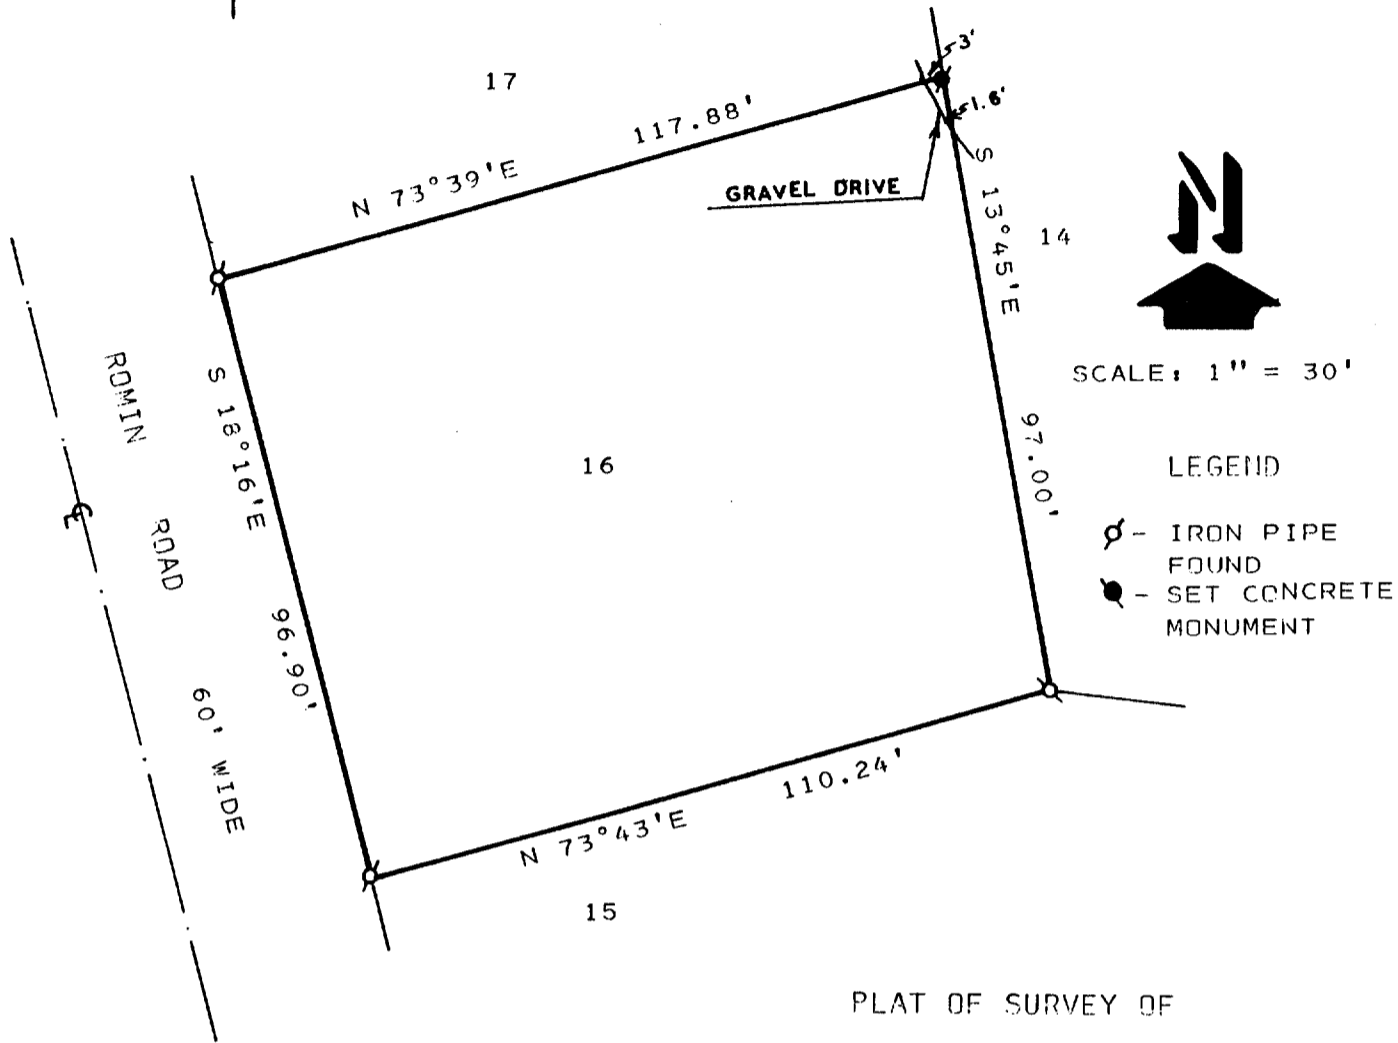 17
3'
117.88'
1.6'
N 73°39'E
GRAVEL DRIVE
S 13°45'E
14
N
SCALE: 1" = 30'
ROMIN ROAD 60' WIDE
S 18°16'E
97.00'
16
LEGEND
- IRON PIPE
FOUND
- SET CONCRETE
MONUMENT
96.90'
110.24'
N 73°43'E
15
PLAT OF SURVEY OF